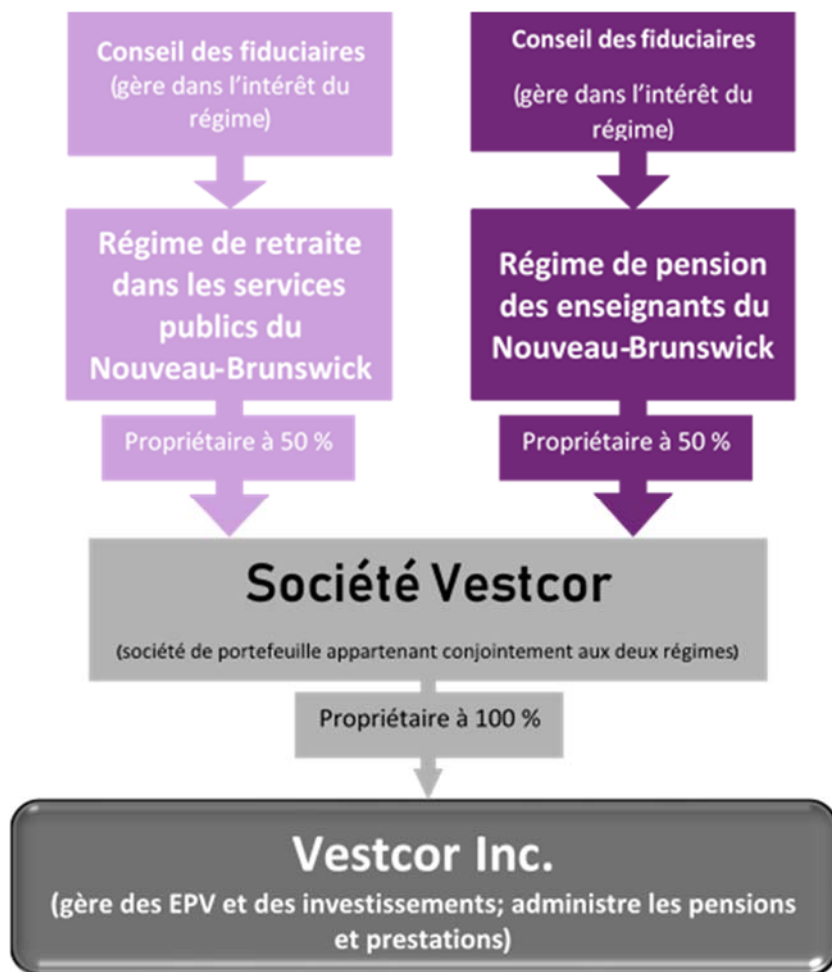 Conseil des fiduciaires
(gère dans l'intérêt du
régime)
Conseil des fiduciaires
(gère dans l'intérêt du
régime)
Régime de retraite
dans les services
publics du
Nouveau-Brunswick
Régime de pension
des enseignants du
Nouveau-Brunswick
Propriétaire à 50 %
Propriétaire à 50 %
Société Vestcor
(société de portefeuille appartenant conjointement aux deux régimes)
Propriétaire à 100 %
Vestcor Inc.
(gère des EPV et des investissements; administre les pensions
et prestations)